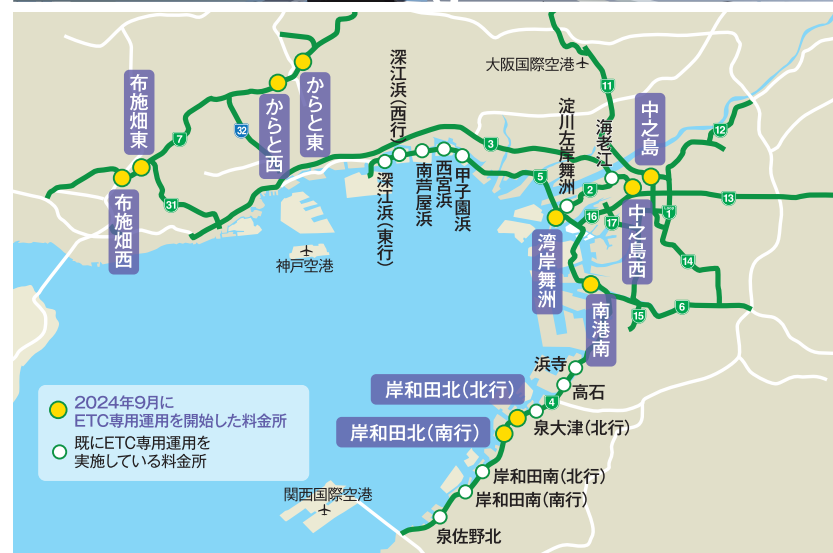 大阪国際空港
11
深江浜(西行)
からと東
布施畑東
からと西
淀川左岸舞洲
海老江
中之島
12
32
7
3
深江浜(東行)
南芦屋浜
西宮浜
甲子園浜
5
2
布施畑西
31
16
17
1
13
中之島西
湾岸舞洲
神戸空港
14
南港南
15
6
浜寺
高石
4
岸和田北(北行)
泉大津(北行)
岸和田北(南行)
2024年9月に
ETC専用運用を開始した料金所
既にETC専用運用を
実施している料金所
岸和田南(北行)
岸和田南(南行)
関西国際空港
泉佐野北